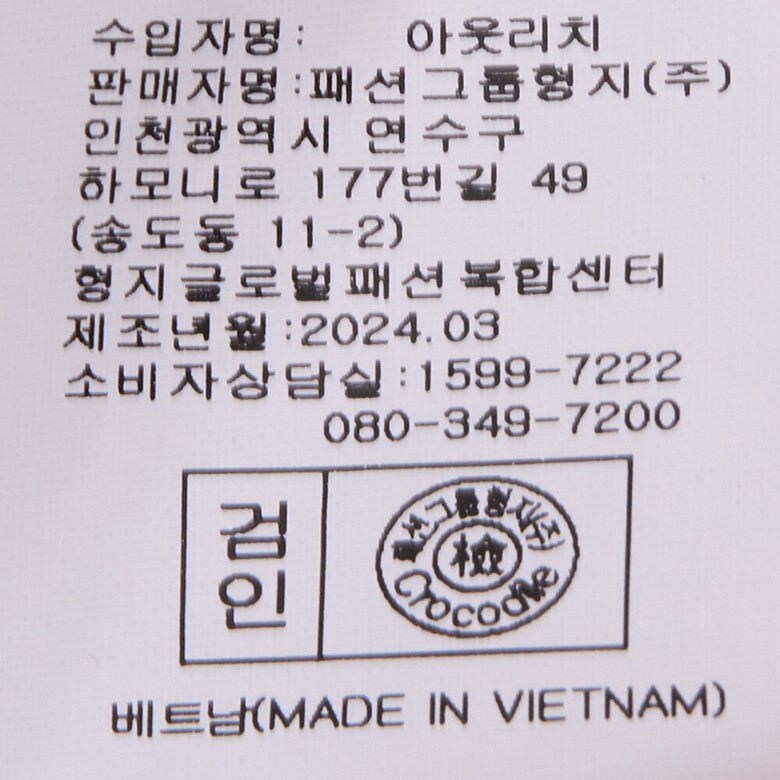 수입자명: 아웃리치
판매자명:패션그룹형지(주)
인천광역시 연수구
하모니로 177번길 49
(송도동 11-2)
형지글로벌패션복합센터
제조년월:2024.03
소비자상담실:1599-7222
080-349-7200
검인
패션그룹형지(주)
檢
Crocodile
베트남(MADE IN VIETNAM)